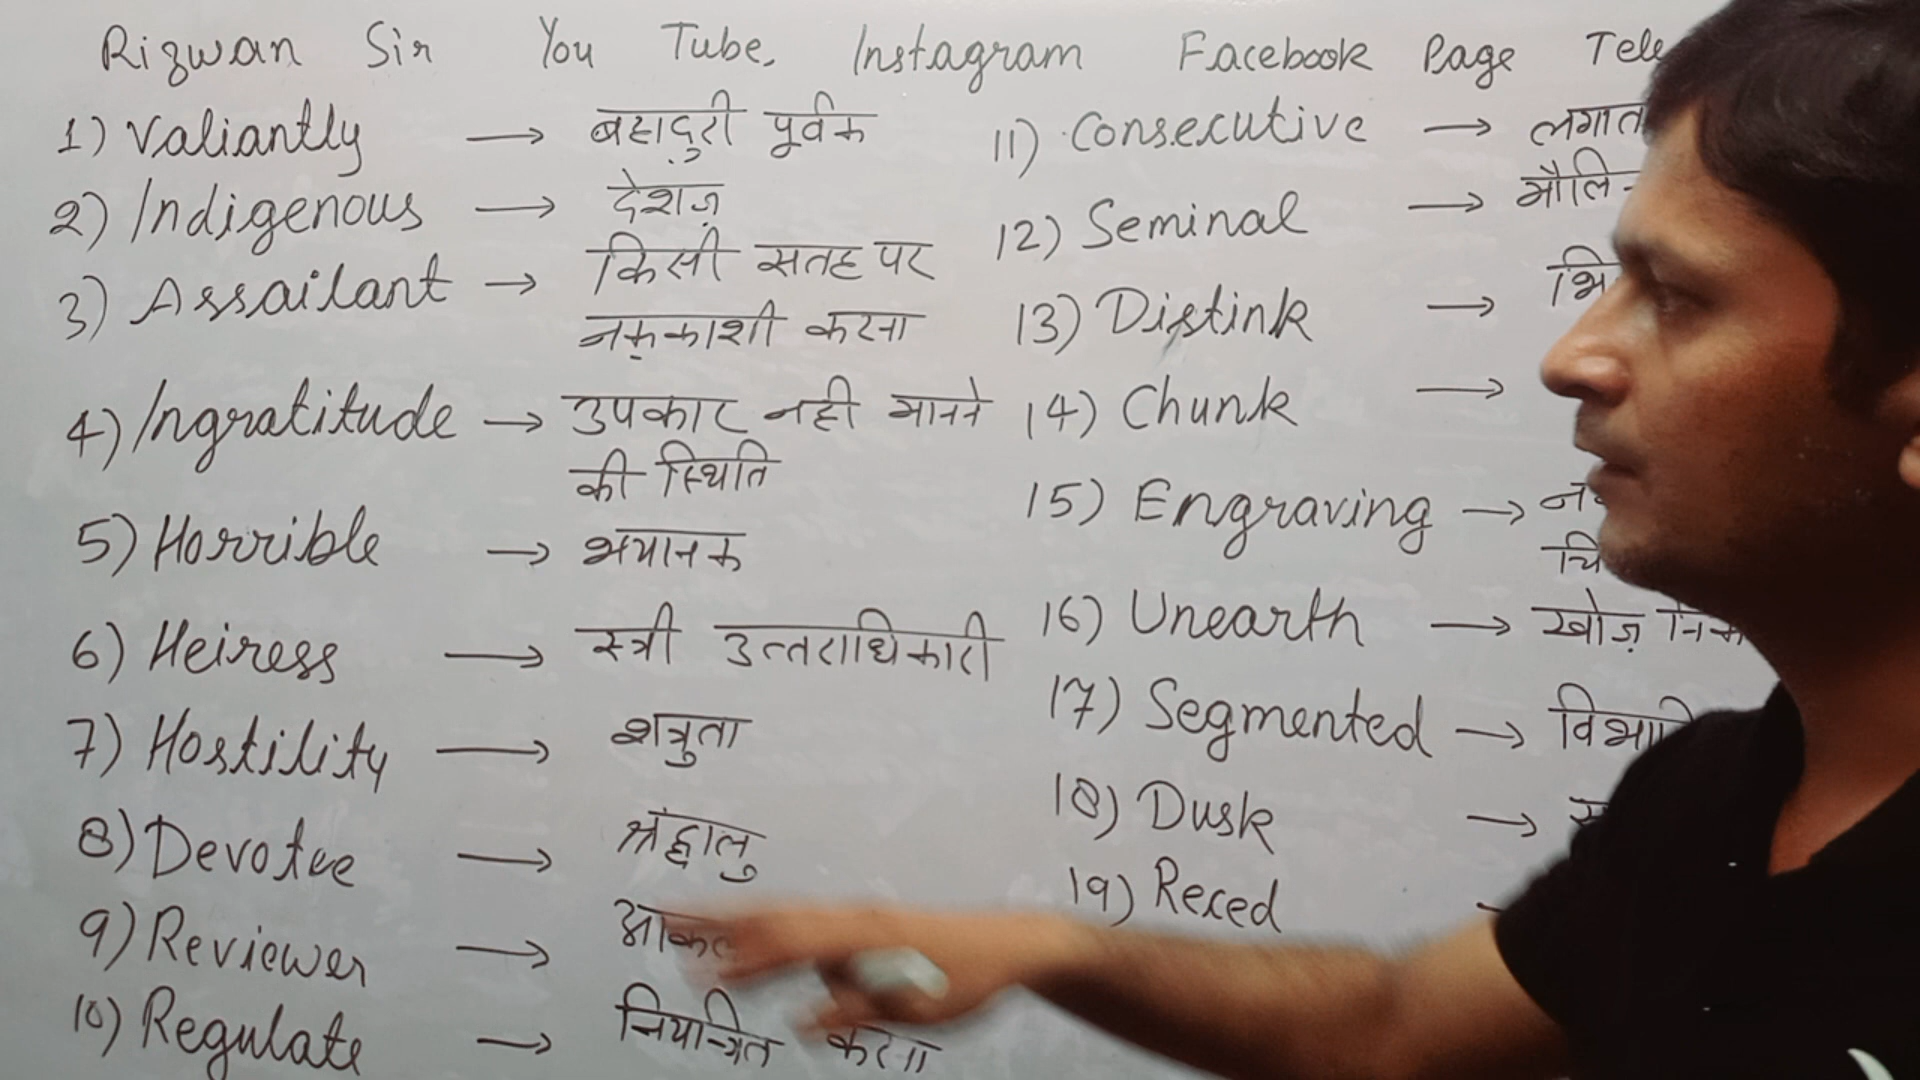 Rizwan Sir You Tube, Instagram Facebook Page Tele
1) Valiantly → बहादुरी पूर्वक
2) Indigenous → देशज़
3) Assailant → किसी सतह पर
नक़्काशी करना
4) Ingratitude → उपकार नही मानने
की स्थिति
5) Horrible → भयानक
6) Heiress → स्त्री उत्तराधिकारी
7) Hostility → शत्रुता
8) Devotee → श्रंद्धालु
9) Reviewer →
10) Regulate → नियन्त्रित करना
11) Consecutive →
12) Seminal →
13) Distink →
14) Chunk →
15) Engraving →
16) Unearth → खोज़
17) Segmented →
18) Dusk →
19) Reced